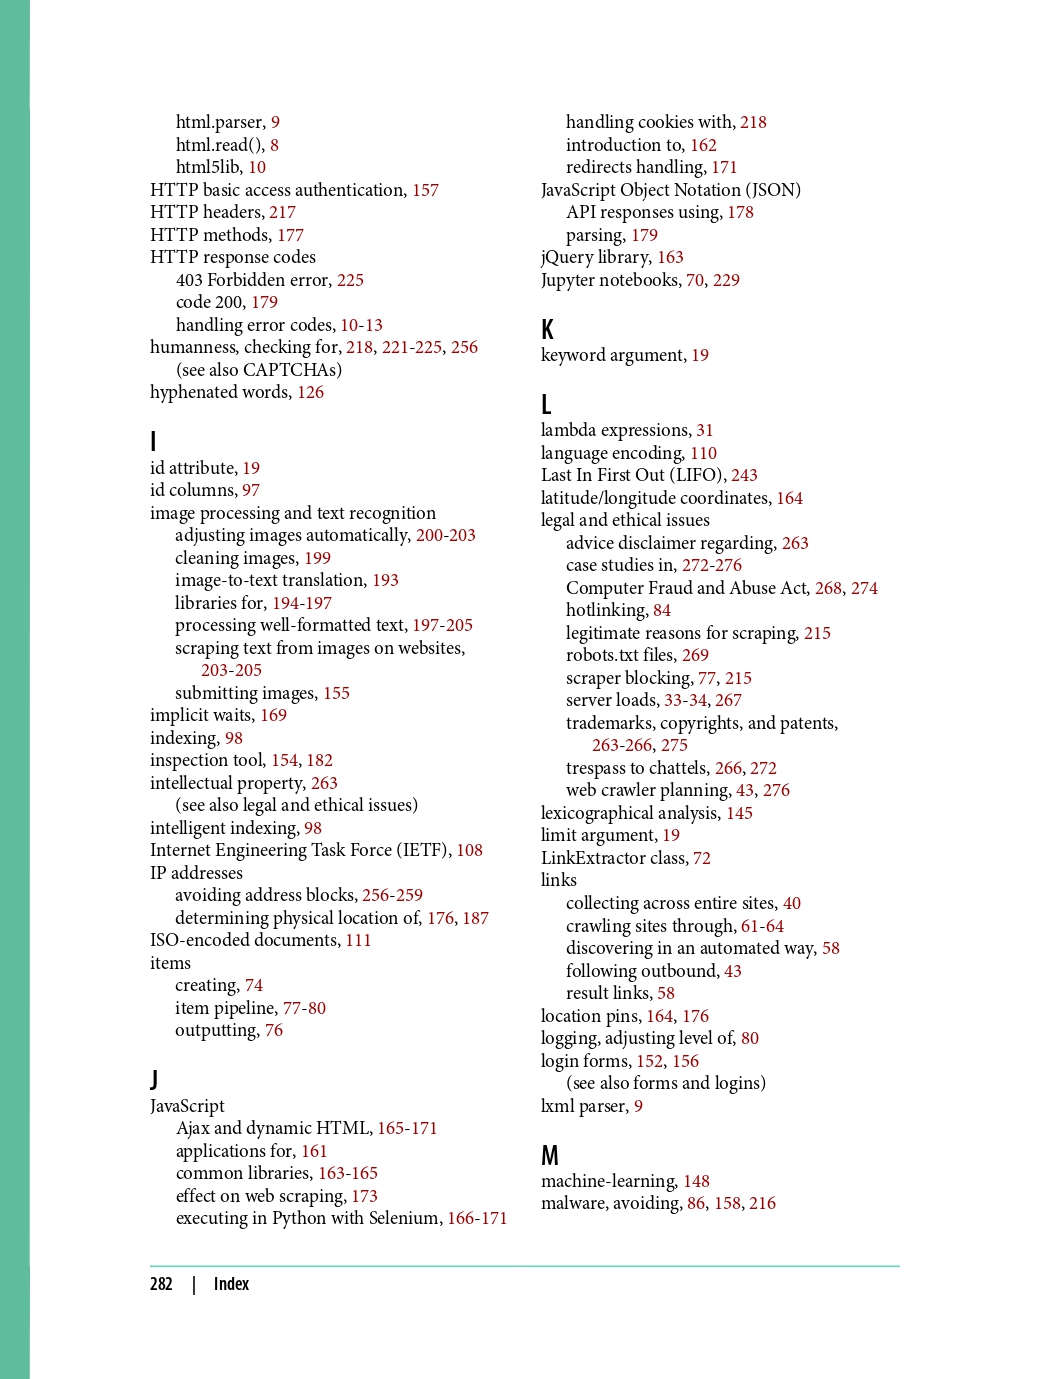 html.parser, 9
html.read(), 8
html5lib, 10
HTTP basic access authentication, 157
HTTP headers, 217
HTTP methods, 177
HTTP response codes
403 Forbidden error, 225
code 200, 179
handling error codes, 10-13
humanness, checking for, 218, 221-225, 256
(see also CAPTCHAs)
hyphenated words, 126
I
id attribute, 19
id columns, 97
image processing and text recognition
adjusting images automatically, 200-203
cleaning images, 199
image-to-text translation, 193
libraries for, 194-197
processing well-formatted text, 197-205
scraping text from images on websites,
203-205
submitting images, 155
implicit waits, 169
indexing, 98
inspection tool, 154, 182
intellectual property, 263
(see also legal and ethical issues)
intelligent indexing, 98
Internet Engineering Task Force (IETF), 108
IP addresses
avoiding address blocks, 256-259
determining physical location of, 176, 187
ISO-encoded documents, 111
items
creating, 74
item pipeline, 77-80
outputting, 76
J
JavaScript
Ajax and dynamic HTML, 165-171
applications for, 161
common libraries, 163-165
effect on web scraping, 173
executing in Python with Selenium, 166-171
handling cookies with, 218
introduction to, 162
redirects handling, 171
JavaScript Object Notation (JSON)
API responses using, 178
parsing, 179
jQuery library, 163
Jupyter notebooks, 70, 229
K
keyword argument, 19
L
lambda expressions, 31
language encoding, 110
Last In First Out (LIFO), 243
latitude/longitude coordinates, 164
legal and ethical issues
advice disclaimer regarding, 263
case studies in, 272-276
Computer Fraud and Abuse Act, 268, 274
hotlinking, 84
legitimate reasons for scraping, 215
robots.txt files, 269
scraper blocking, 77, 215
server loads, 33-34, 267
trademarks, copyrights, and patents,
263-266, 275
trespass to chattels, 266, 272
web crawler planning, 43, 276
lexicographical analysis, 145
limit argument, 19
LinkExtractor class, 72
links
collecting across entire sites, 40
crawling sites through, 61-64
discovering in an automated way, 58
following outbound, 43
result links, 58
location pins, 164, 176
logging, adjusting level of, 80
login forms, 152, 156
(see also forms and logins)
lxml parser, 9
M
machine-learning, 148
malware, avoiding, 86, 158, 216
282 | Index